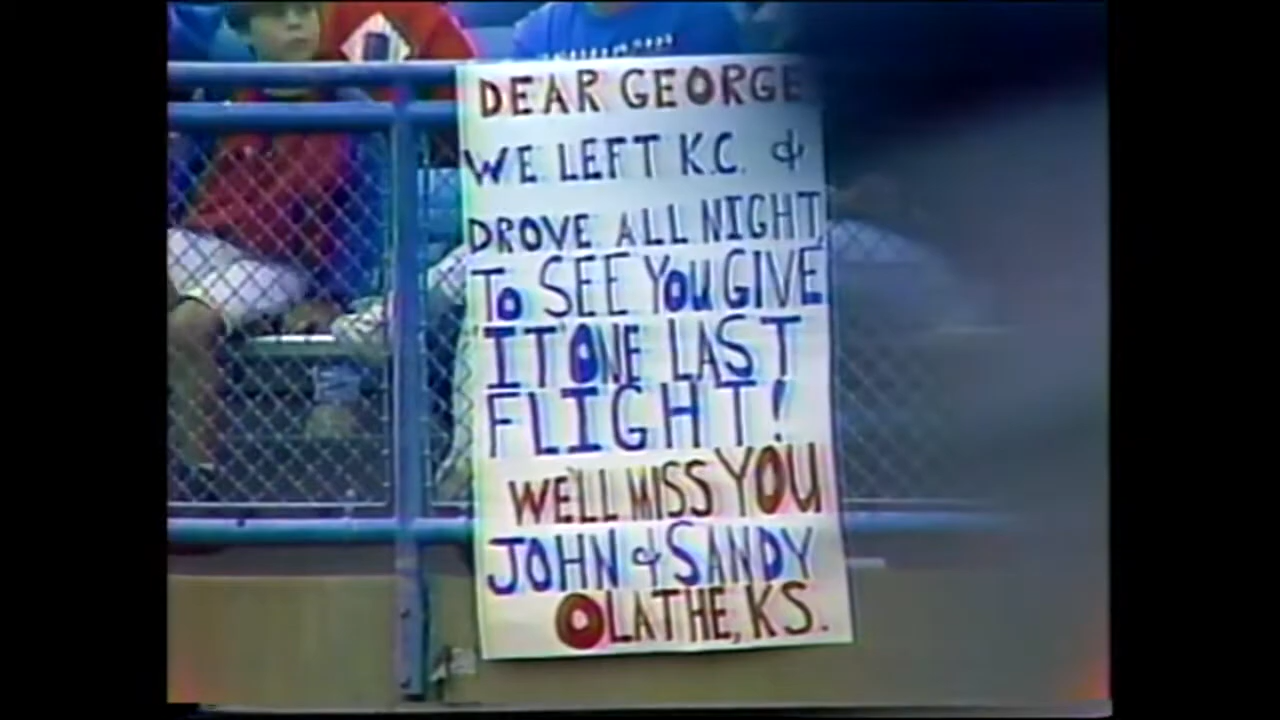 DEAR GEORGE
WE LEFT K.C. &
DROVE ALL NIGHT
TO SEE YOU GIVE
IT ONE LAST
FLIGHT!
WE'LL MISS YOU
JOHN & SANDY
OLATHE, KS.